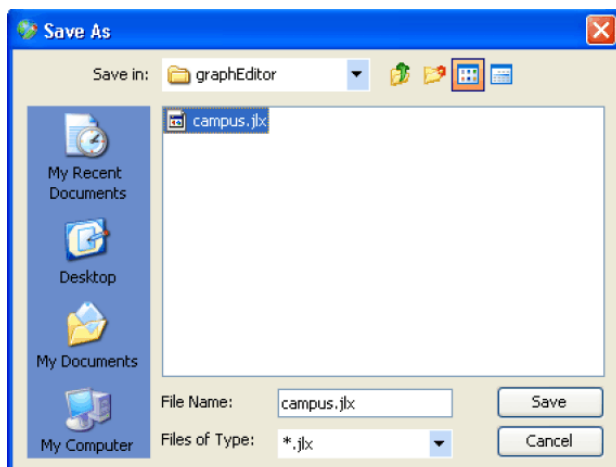 Save As
Save in:
graphEditor
campus.jlx
My Recent
Documents
Desktop
My Documents
My Computer
File Name:
campus.jlx
Save
Files of Type:
*.jlx
Cancel